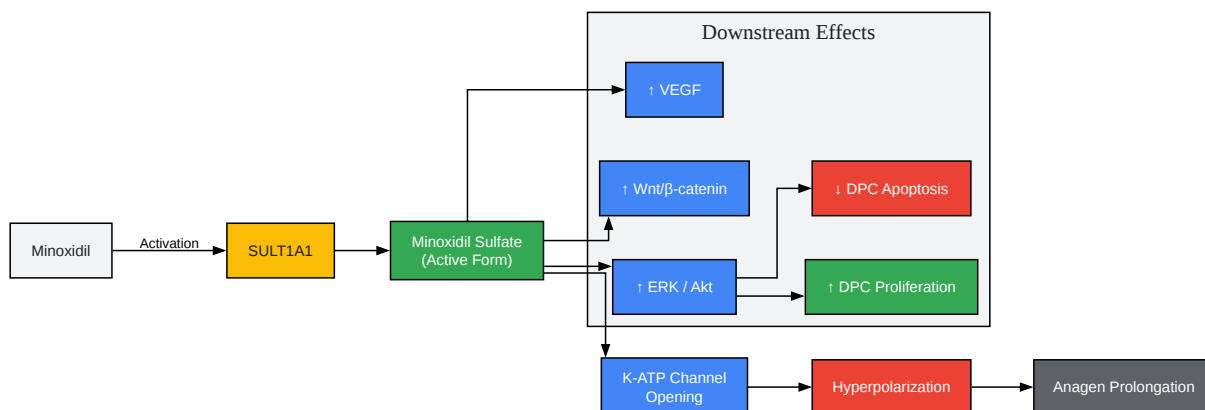 Downstream Effects
↑ VEGF
↑ Wnt/β-catenin
↓ DPC Apoptosis
Minoxidil
Activation
SULT1A1
Minoxidil Sulfate
(Active Form)
↑ ERK / Akt
↑ DPC Proliferation
K-ATP Channel
Opening
Hyperpolarization
Anagen Prolongation